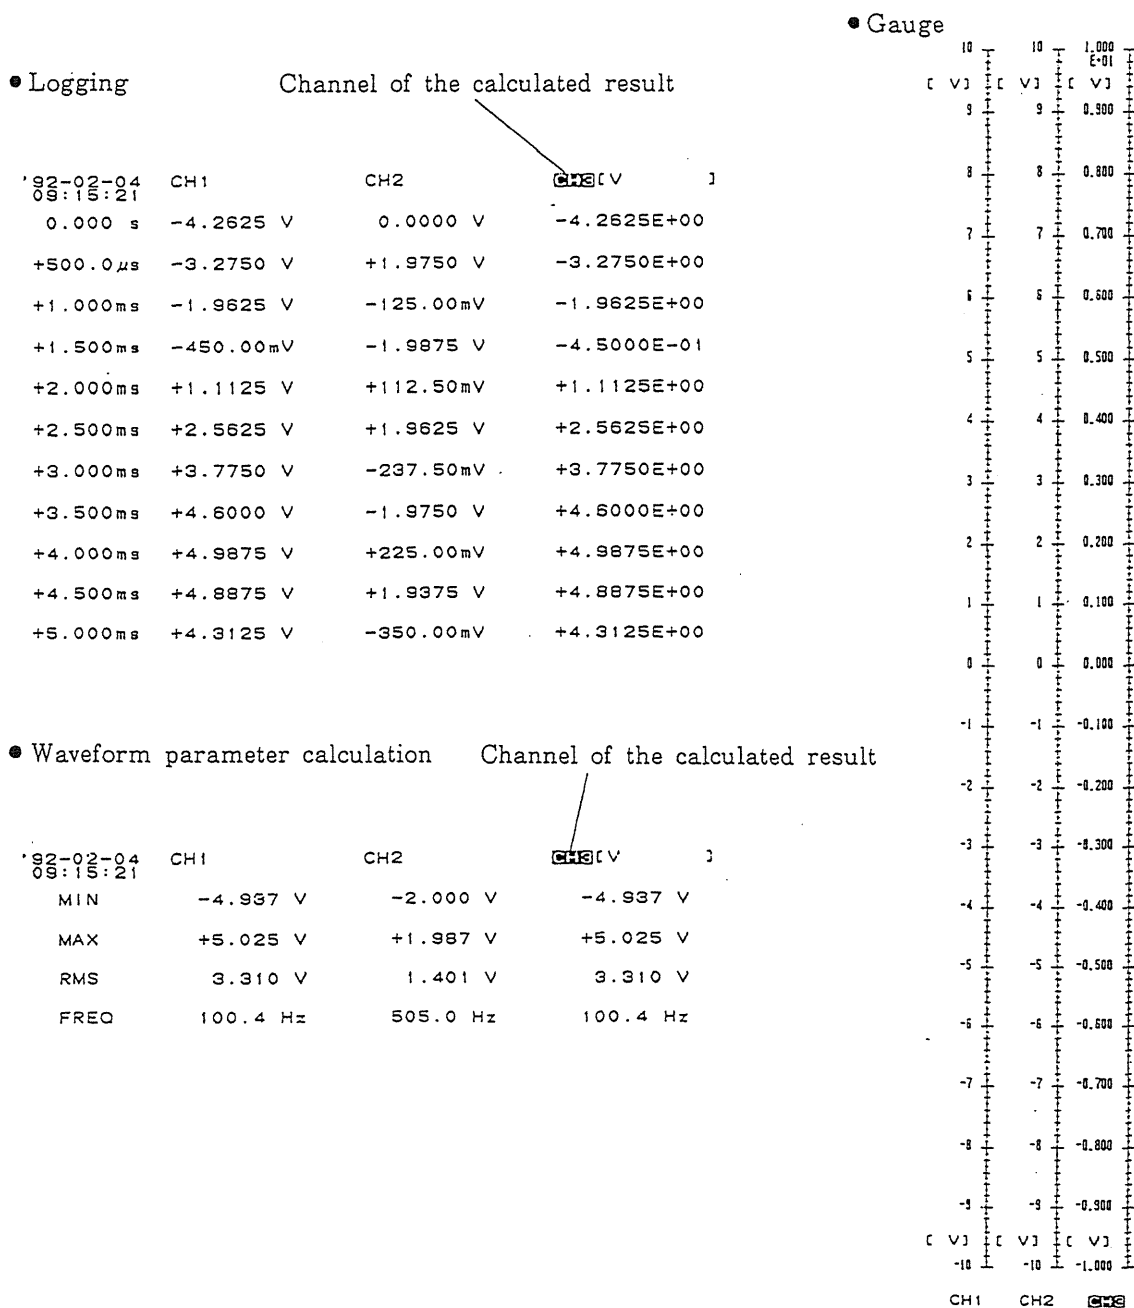 ● Logging
Channel of the calculated result
'92-02-04 CH1 CH2 CH3[V ]
09:15:21
0.000 s -4.2625 V 0.0000 V -4.2625E+00
+500.0μs -3.2750 V +1.9750 V -3.2750E+00
+1.000ms -1.9625 V -125.00mV -1.9625E+00
+1.500ms -450.00mV -1.9875 V -4.5000E-01
+2.000ms +1.1125 V +112.50mV +1.1125E+00
+2.500ms +2.5625 V +1.9625 V +2.5625E+00
+3.000ms +3.7750 V -237.50mV +3.7750E+00
+3.500ms +4.6000 V -1.9750 V +4.6000E+00
+4.000ms +4.9875 V +225.00mV +4.9875E+00
+4.500ms +4.8875 V +1.9375 V +4.8875E+00
+5.000ms +4.3125 V -350.00mV +4.3125E+00
● Waveform parameter calculation
Channel of the calculated result
'92-02-04 CH1 CH2 CH3[V ]
09:15:21
MIN -4.937 V -2.000 V -4.937 V
MAX +5.025 V +1.987 V +5.025 V
RMS 3.310 V 1.401 V 3.310 V
FREQ 100.4 Hz 505.0 Hz 100.4 Hz
● Gauge
10 10 1.000
E+01
[ V] [ V] [ V]
9 9 0.900
8 8 0.800
7 7 0.700
6 6 0.600
5 5 0.500
4 4 0.400
3 3 0.300
2 2 0.200
1 1 0.100
0 0 0.000
-1 -1 -0.100
-2 -2 -0.200
-3 -3 -0.300
-4 -4 -0.400
-5 -5 -0.500
-6 -6 -0.600
-7 -7 -0.700
-8 -8 -0.800
-9 -9 -0.900
[ V] [ V] [ V]
-10 -10 -1.000
CH1 CH2 CH3